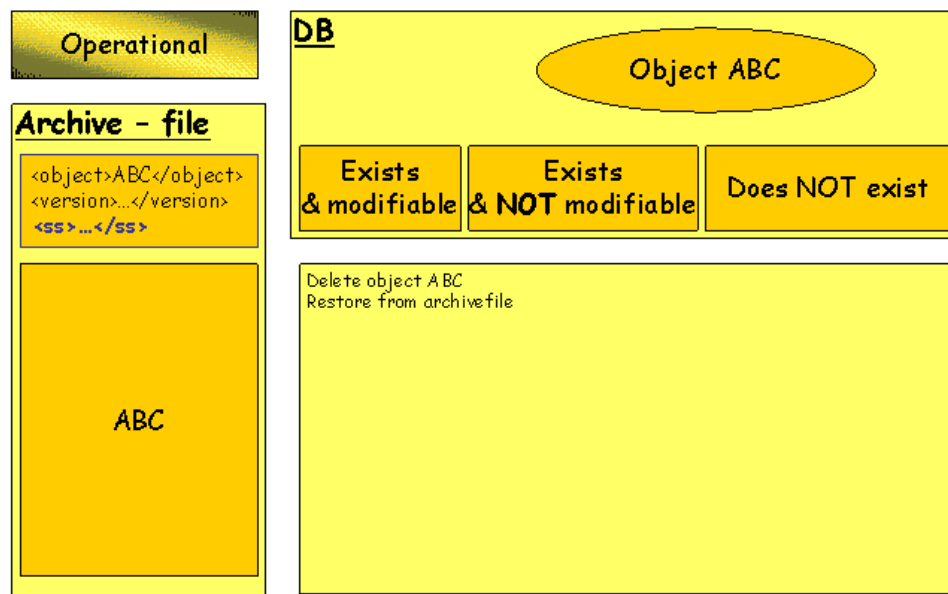 Operational
DB
Object ABC
Archive - file
<object>ABC</object>
<version>...</version>
<ss>...</ss>
Exists
& modifiable
Exists
& NOT modifiable
Does NOT exist
ABC
Delete object ABC
Restore from archivefile